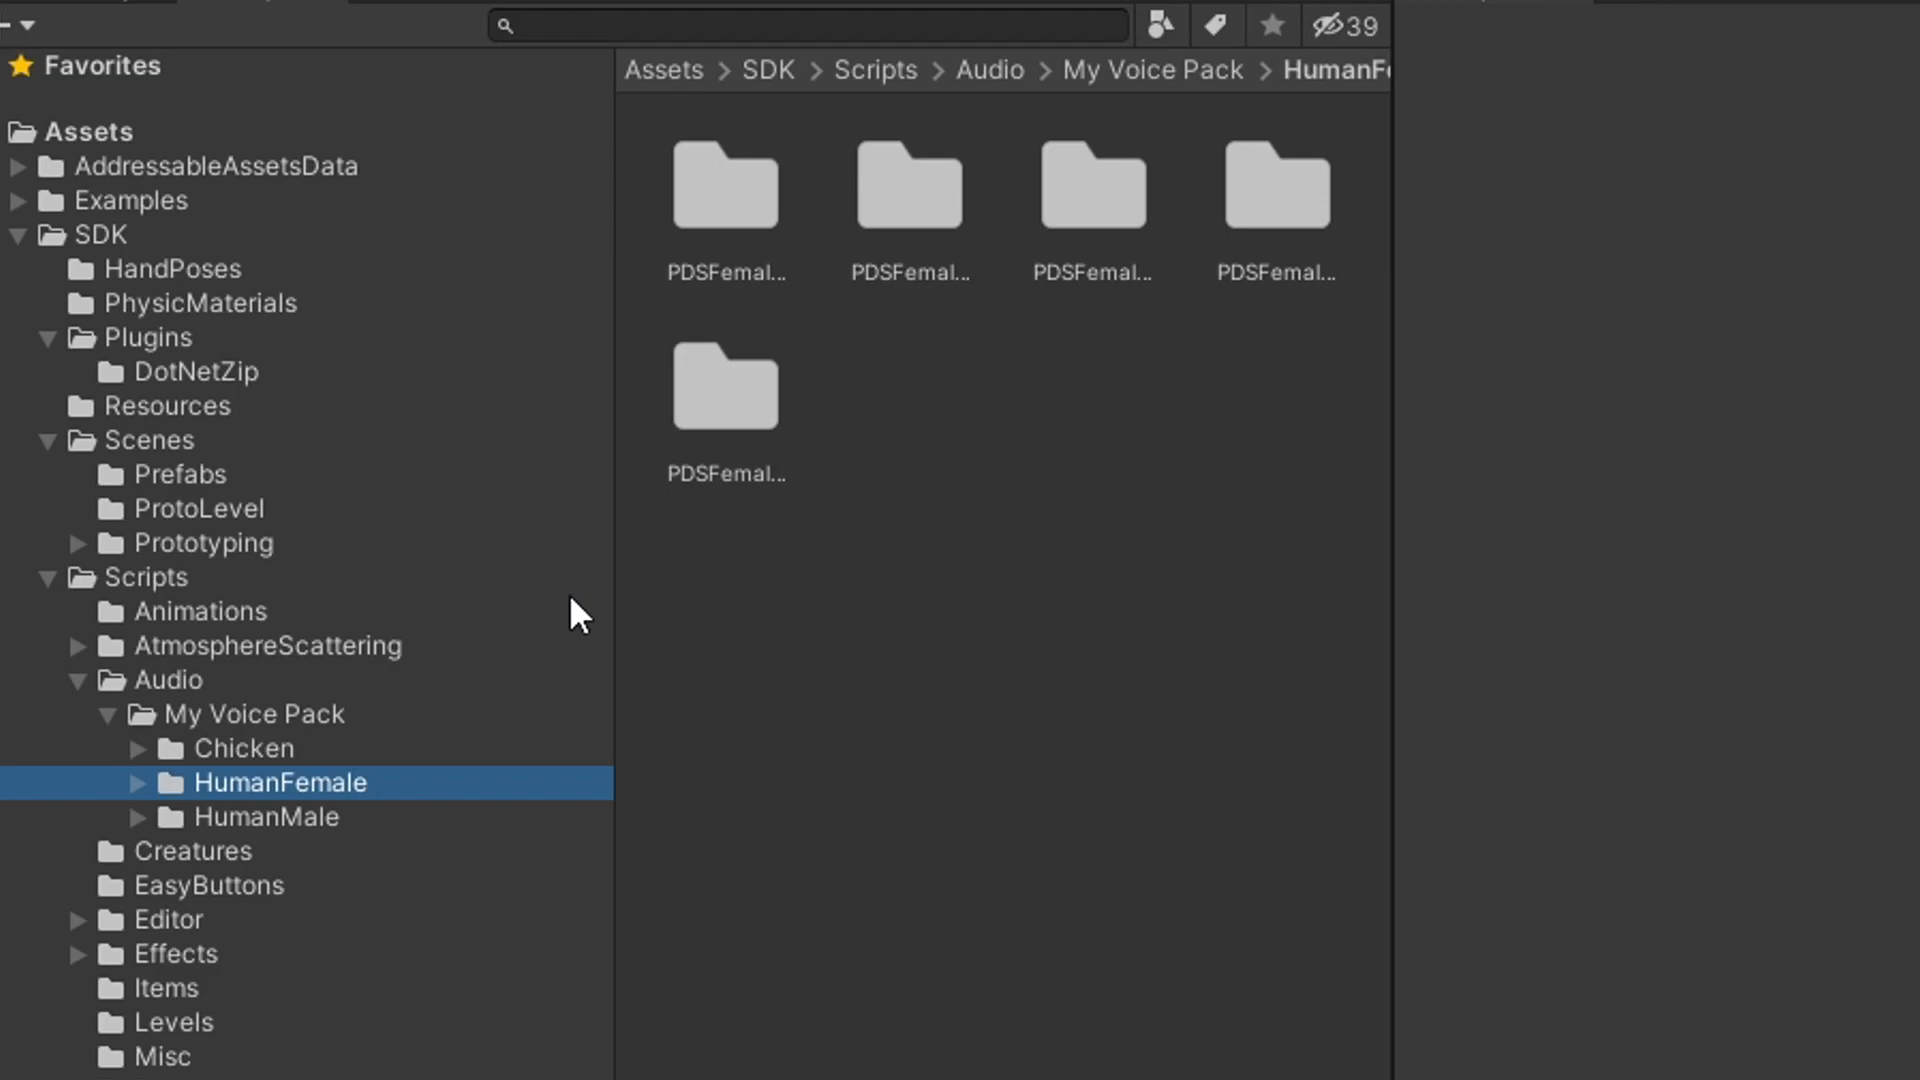 39
Favorites
Assets > SDK > Scripts > Audio > My Voice Pack > HumanF
Assets
AddressableAssetsData
Examples
SDK
HandPoses
PhysicMaterials
Plugins
DotNetZip
Resources
Scenes
Prefabs
ProtoLevel
Prototyping
Scripts
Animations
AtmosphereScattering
Audio
My Voice Pack
Chicken
HumanFemale
HumanMale
Creatures
EasyButtons
Editor
Effects
Items
Levels
Misc
PDSFemal... PDSFemal... PDSFemal... PDSFemal...
PDSFemal...